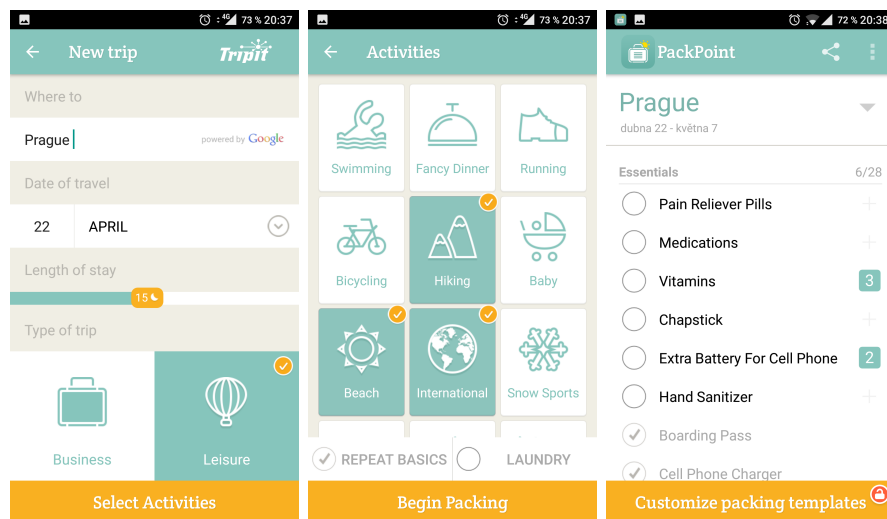 4G 73 % 20:37
New trip
Tripit
Where to
Prague
powered by Google
Date of travel
22 APRIL
Length of stay
15
Type of trip
Business
Leisure
Select Activities
4G 73 % 20:37
Activities
Swimming
Fancy Dinner
Running
Bicycling
Hiking
Baby
Beach
International
Snow Sports
REPEAT BASICS
LAUNDRY
Begin Packing
72 % 20:38
PackPoint
Prague
dubna 22 - května 7
Essentials 6/28
Pain Reliever Pills
Medications
Vitamins 3
Chapstick
Extra Battery For Cell Phone 2
Hand Sanitizer
Boarding Pass
Cell Phone Charger
Customize packing templates